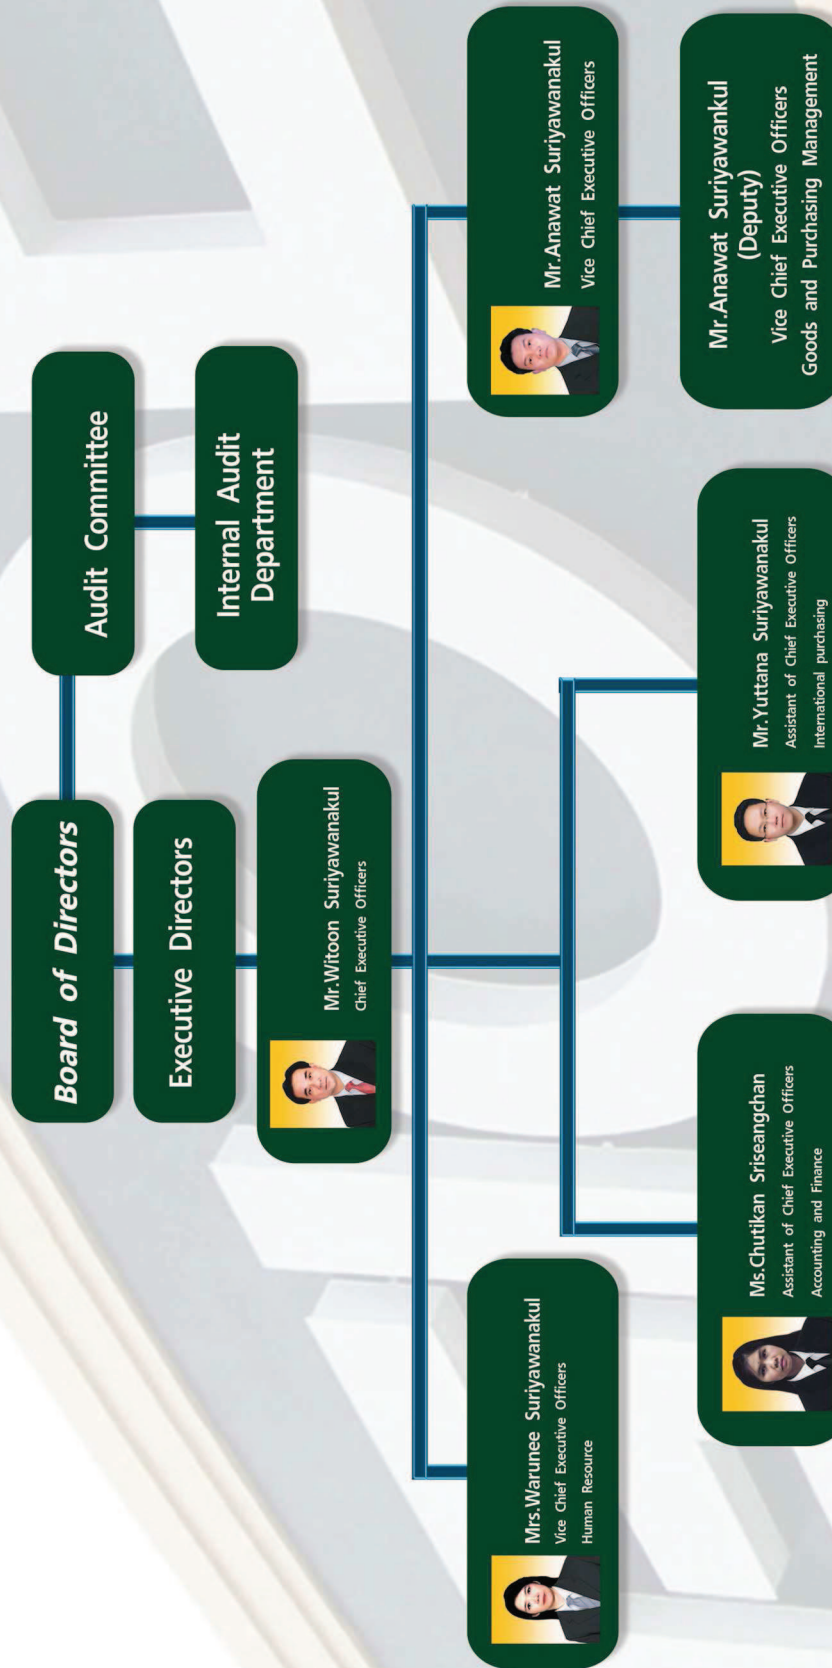 Board of Directors
Audit Committee
Executive Directors
Internal Audit
Department
Mr.Witoon Suriyawanakul
Chief Executive Officers
Mrs.Warunee Suriyawanakul
Vice Chief Executive Officers
Human Resource
Mr.Anawat Suriyawanakul
Vice Chief Executive Officers
Ms.Chutikan Sriseangchan
Assistant of Chief Executive Officers
Accounting and Finance
Mr.Yuttana Suriyawanakul
Assistant of Chief Executive Officers
International purchasing
Mr.Anawat Suriyawankul
(Deputy)
Vice Chief Executive Officers
Goods and Purchasing Management